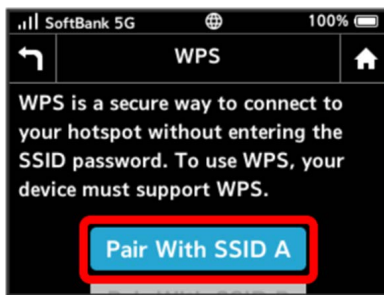 SoftBank 5G 100%
WPS
WPS is a secure way to connect to
your hotspot without entering the
SSID password. To use WPS, your
device must support WPS.
Pair With SSID A